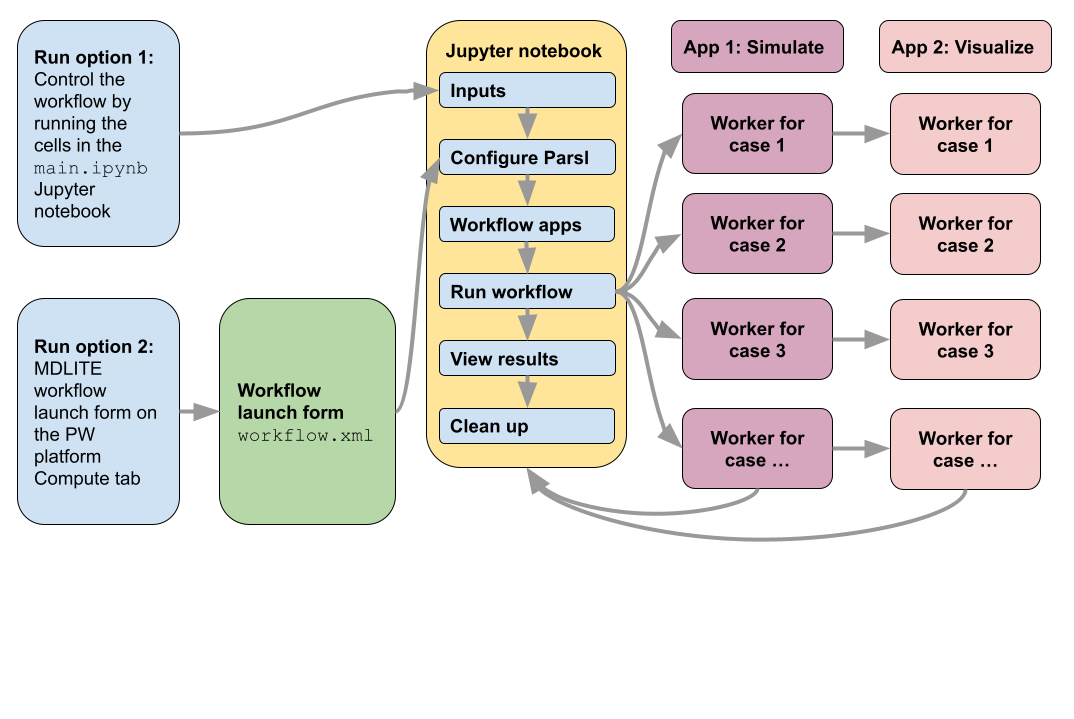 Run option 1:
Control the
workflow by
running the
cells in the
main.ipynb
Jupyter
notebook
Run option 2:
MDLITE
workflow
launch form on
the PW
platform
Compute tab
Workflow
launch form
workflow.xml
Jupyter notebook
Inputs
Configure Parsl
Workflow apps
Run workflow
View results
Clean up
App 1: Simulate
Worker for
case 1
Worker for
case 2
Worker for
case 3
Worker for
case …
App 2: Visualize
Worker for
case 1
Worker for
case 2
Worker for
case 3
Worker for
case …